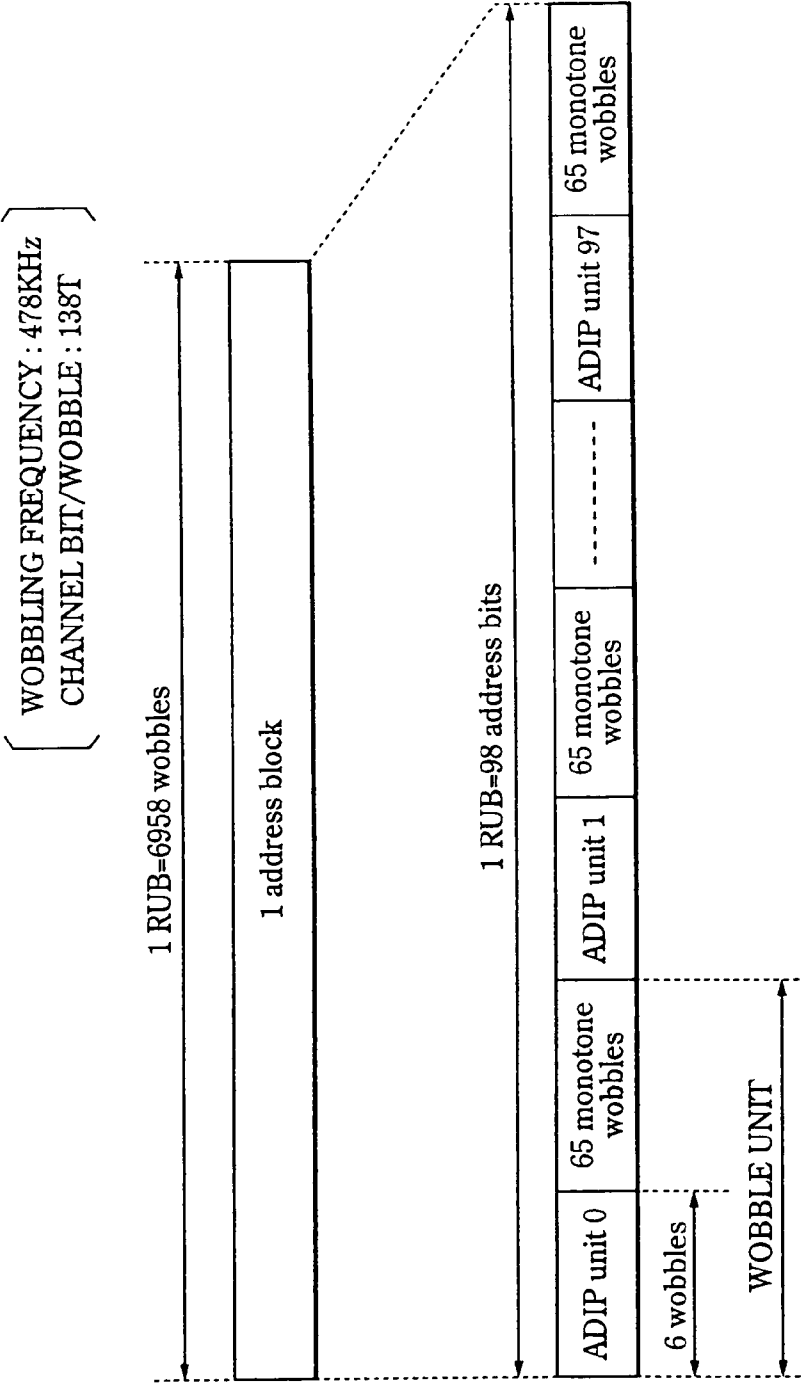 WOBBLING FREQUENCY : 478KHz
CHANNEL BIT/WOBBLE : 138T
1 RUB=6958 wobbles
1 address block
1 RUB=98 address bits
ADIP unit 0
65 monotone
wobbles
ADIP unit 1
65 monotone
wobbles
ADIP unit 97
65 monotone
wobbles
6 wobbles
WOBBLE UNIT